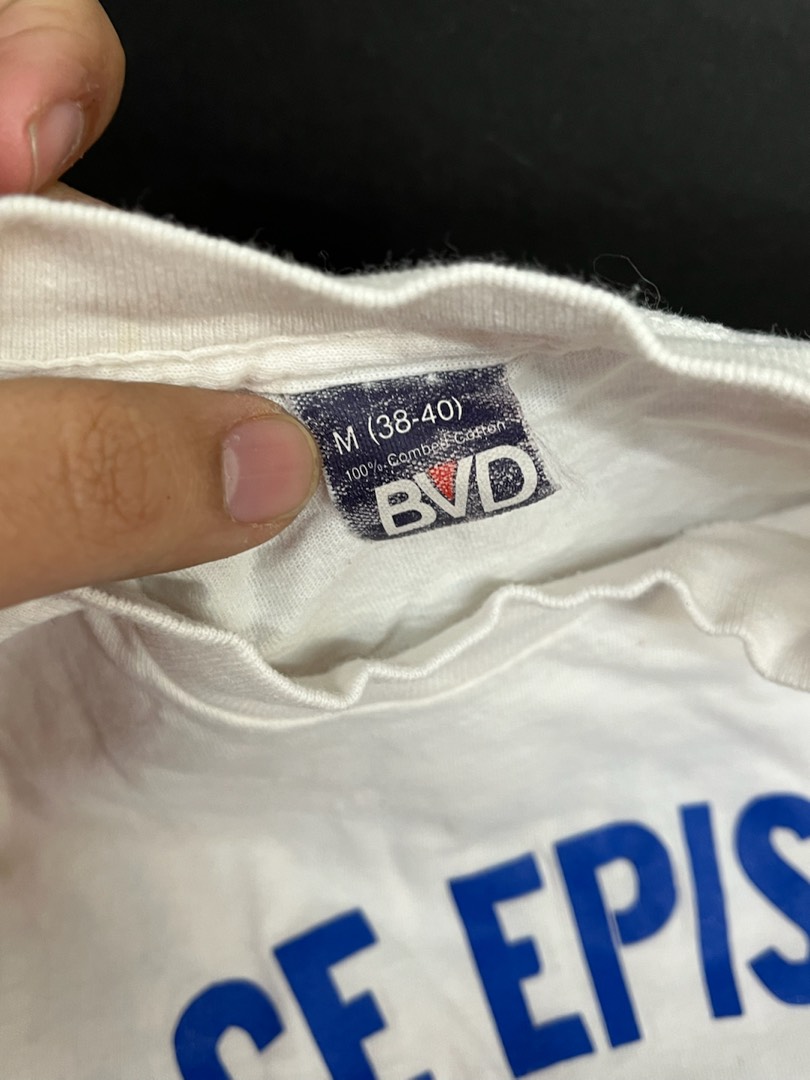 M (38-40)
100% Combed Cotton
BVD
CE EPIS